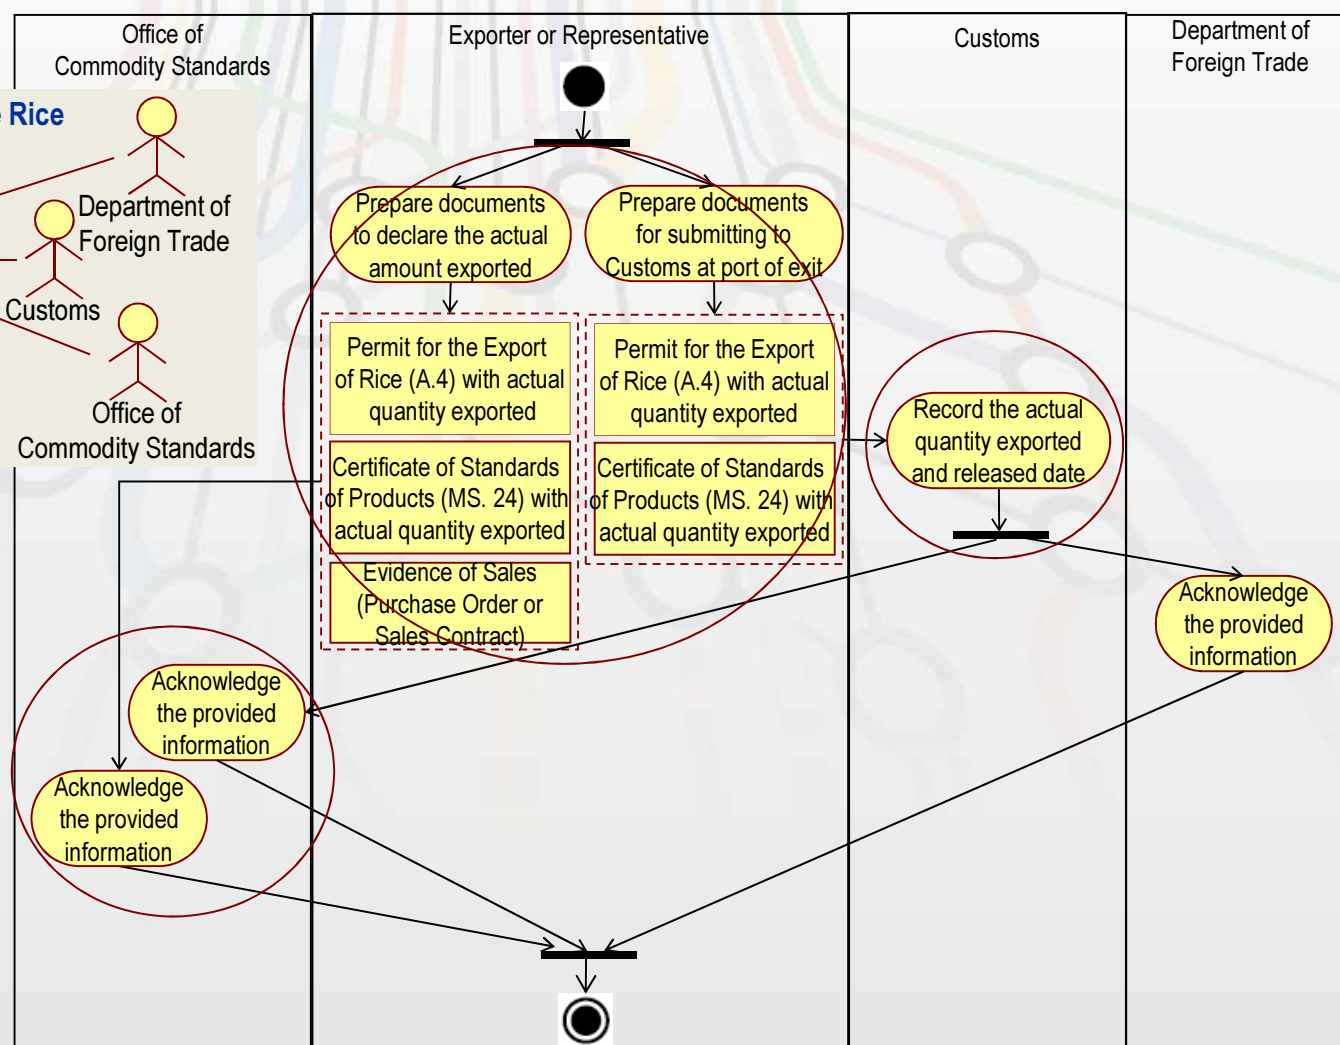 Office of
Commodity Standards
Exporter or Representative
Customs
Department of
Foreign Trade
Rice
Department of
Foreign Trade
Customs
Office of
Commodity Standards
Prepare documents
to declare the actual
amount exported
Prepare documents
for submitting to
Customs at port of exit
Permit for the Export
of Rice (A.4) with actual
quantity exported
Certificate of Standards
of Products (MS. 24) with
actual quantity exported
Evidence of Sales
(Purchase Order or
Sales Contract)
Permit for the Export
of Rice (A.4) with actual
quantity exported
Certificate of Standards
of Products (MS. 24) with
actual quantity exported
Record the actual
quantity exported
and released date
Acknowledge
the provided
information
Acknowledge
the provided
information
Acknowledge
the provided
information